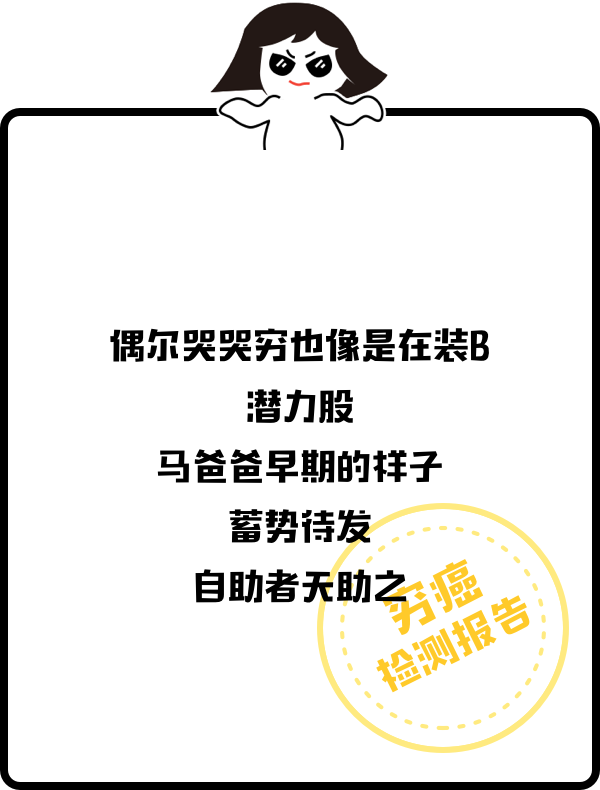 偶尔哭哭穷也像是在装B
潜力股
马爸爸早期的样子
蓄势待发
自助者天助之
穷癌
检测报告